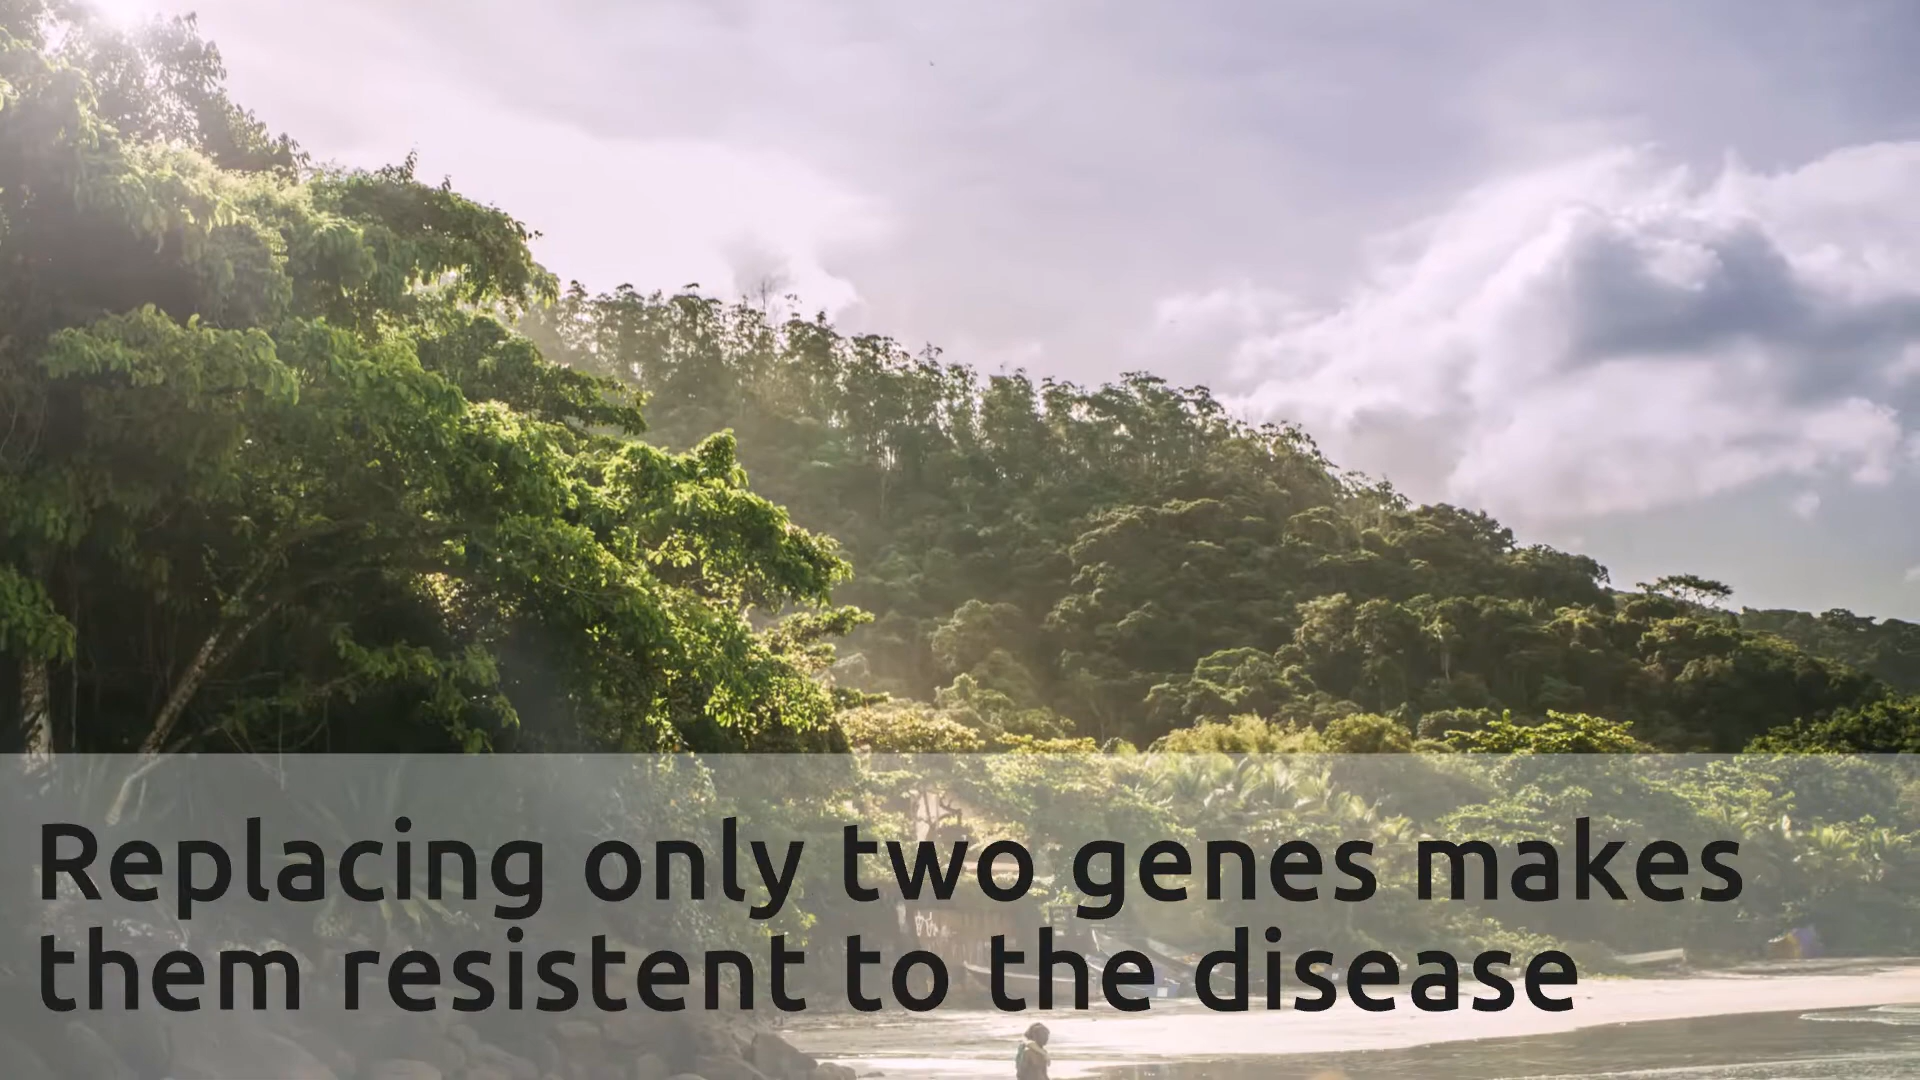 Replacing only two genes makes
them resistent to the disease